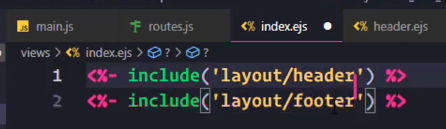 JS main.js routes.js <% index.ejs ● <% header.ejs
views > <% index.ejs > ? > ?
1 <%- include('layout/header') %>
2 <%- include('layout/footer') %>